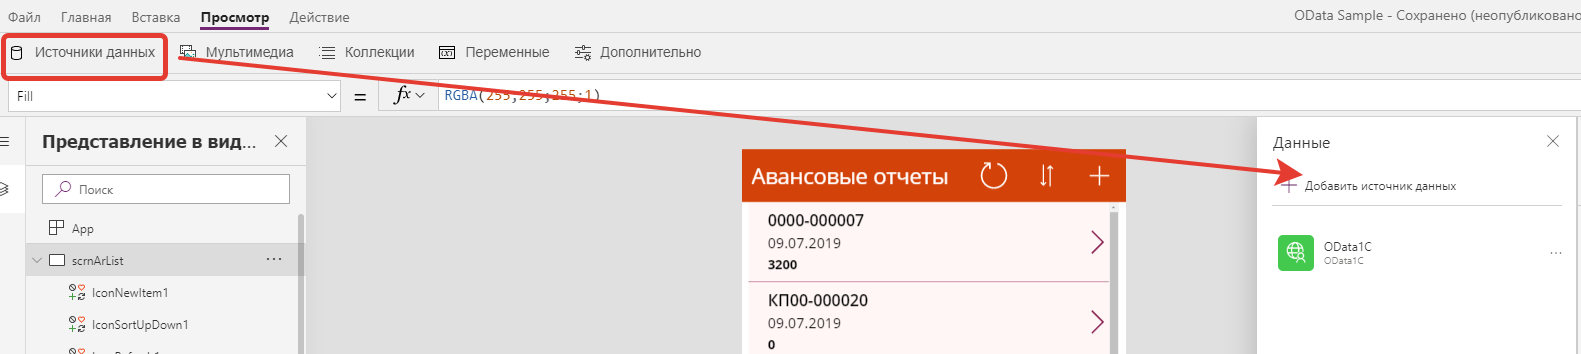 Файл Главная Вставка Просмотр Действие
OData Sample - Сохранено (неопубликовано
Источники данных Мультимедиа Коллекции Переменные Дополнительно
Fill = fx RGBA(255;255;255;1)
Представление в вид...
Поиск
App
scrnArList ...
IconNewItem1
IconSortUpDown1
Авансовые отчеты
0000-000007
09.07.2019
3200
КП00-000020
09.07.2019
0
Данные
Добавить источник данных
OData1C
OData1C
...